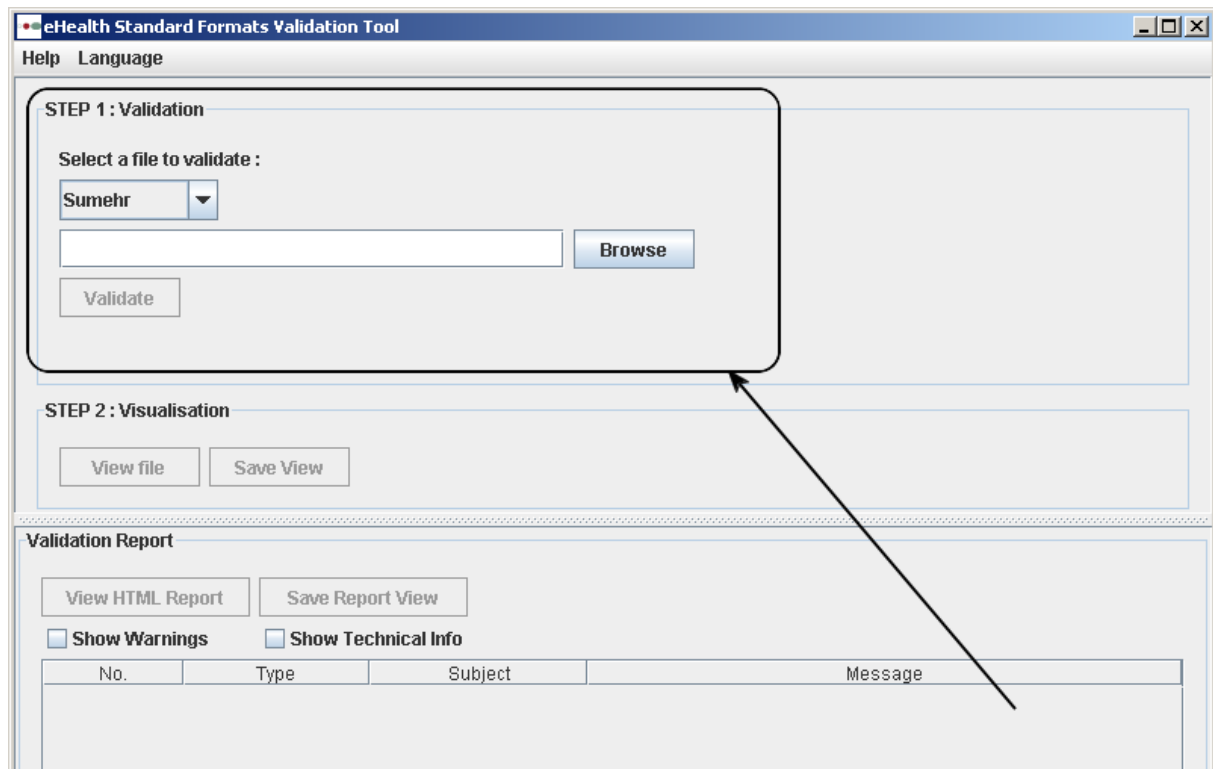 eHealth Standard Formats Validation Tool
Help Language
STEP 1 : Validation
Select a file to validate :
Sumehr
Browse
Validate
STEP 2 : Visualisation
View file Save View
Validation Report
View HTML Report Save Report View
Show Warnings Show Technical Info
No. Type Subject Message